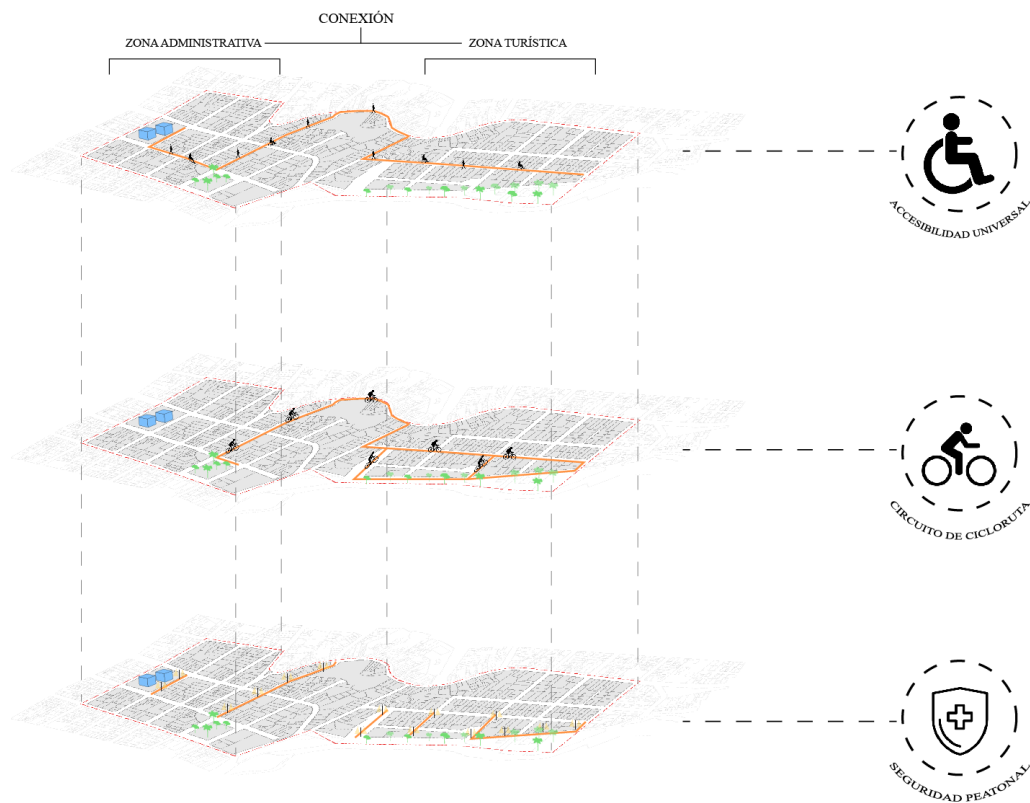 CONEXIÓN
ZONA ADMINISTRATIVA
ZONA TURÍSTICA
ACCESIBILIDAD UNIVERSAL
CIRCUITO DE CICLORUTA
SEGURIDAD PEATONAL